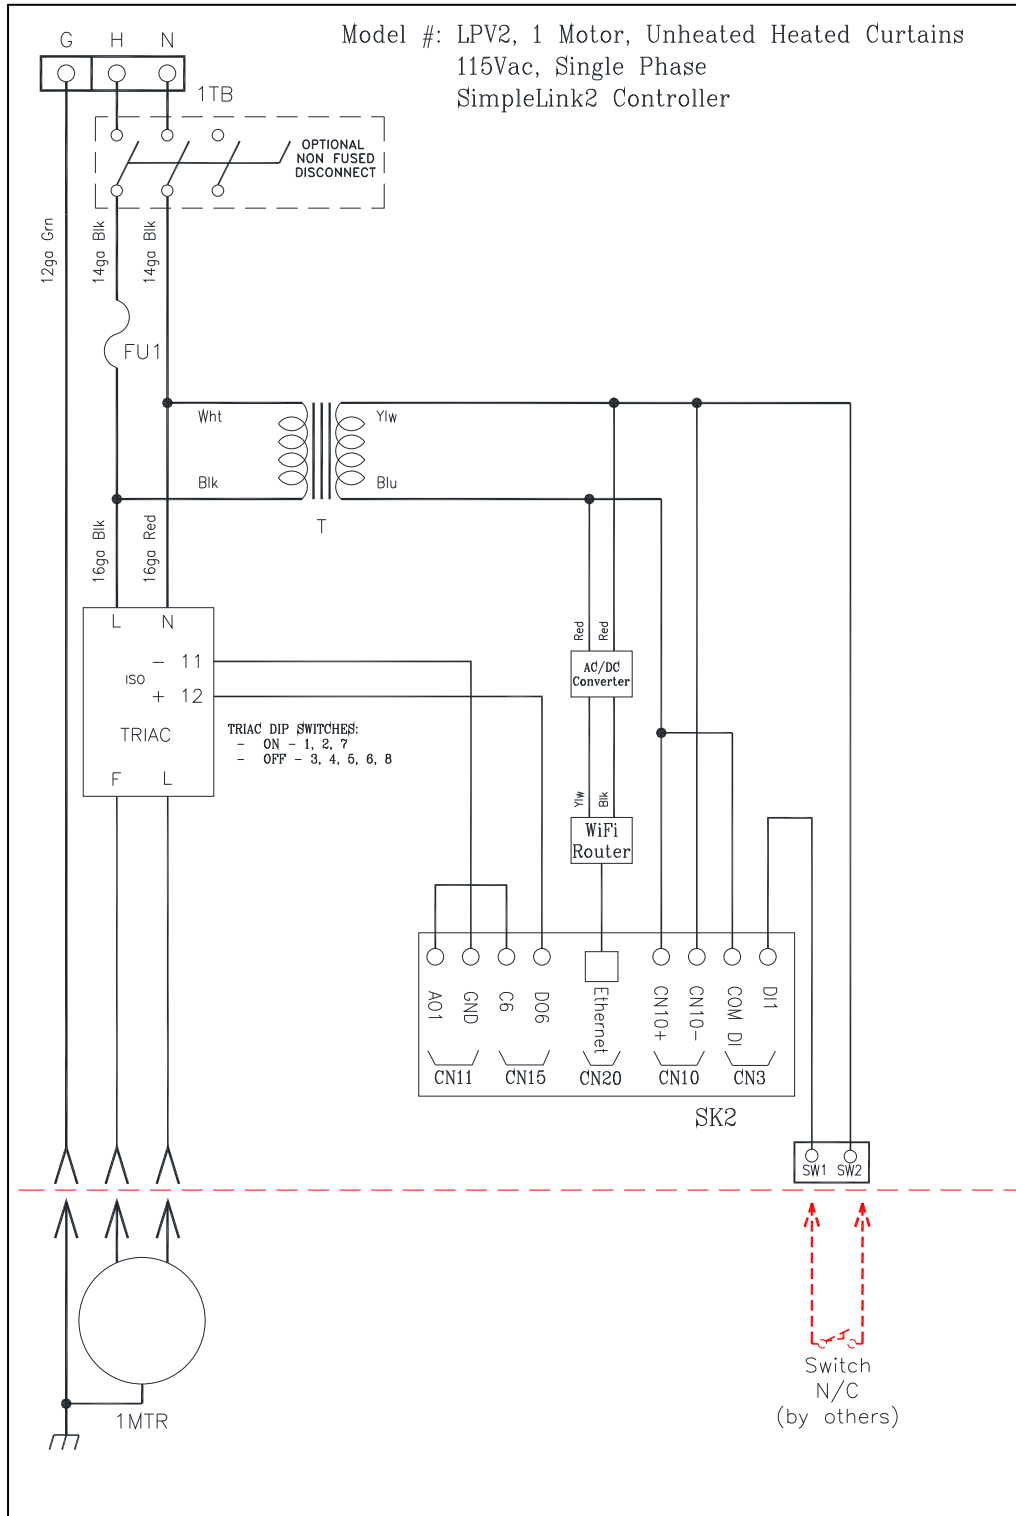 Model #: LPV2, 1 Motor, Unheated Heated Curtains
115Vac, Single Phase
SimpleLink2 Controller
G H N
1TB
OPTIONAL
NON FUSED
DISCONNECT
12ga Grn
14ga Blk
14ga Blk
FU1
Wht
Ylw
Blk
Blu
T
16ga Blk
16ga Red
L N
- 11
ISO
+ 12
TRIAC
F L
TRIAC DIP SWITCHES:
- ON - 1, 2, 7
- OFF - 3, 4, 5, 6, 8
Red
Red
AC/DC
Converter
Ylw
Blk
WiFi
Router
AO1
GND
C6
DO6
Ethernet
CN10+
CN10-
COM DI
DI1
CN11
CN15
CN20
CN10
CN3
SK2
SW1 SW2
Switch
N/C
(by others)
1MTR